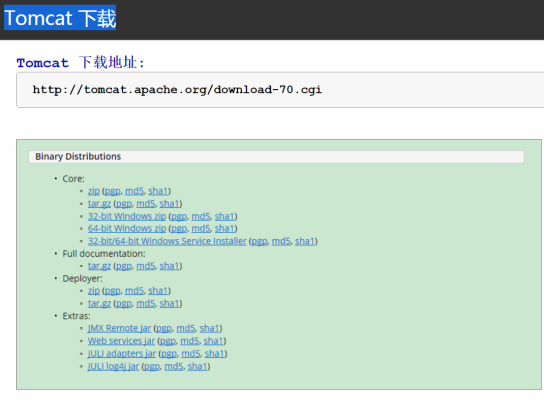 Tomcat 下载
Tomcat 下载地址:
http://tomcat.apache.org/download-70.cgi
Binary Distributions
• Core:
• zip (pgp, md5, sha1)
• tar.gz (pgp, md5, sha1)
• 32-bit Windows zip (pgp, md5, sha1)
• 64-bit Windows zip (pgp, md5, sha1)
• 32-bit/64-bit Windows Service Installer (pgp, md5, sha1)
• Full documentation:
• tar.gz (pgp, md5, sha1)
• Deployer:
• zip (pgp, md5, sha1)
• tar.gz (pgp, md5, sha1)
• Extras:
• JMX Remote jar (pgp, md5, sha1)
• Web services jar (pgp, md5, sha1)
• JULI adapters jar (pgp, md5, sha1)
• JULI log4j jar (pgp, md5, sha1)